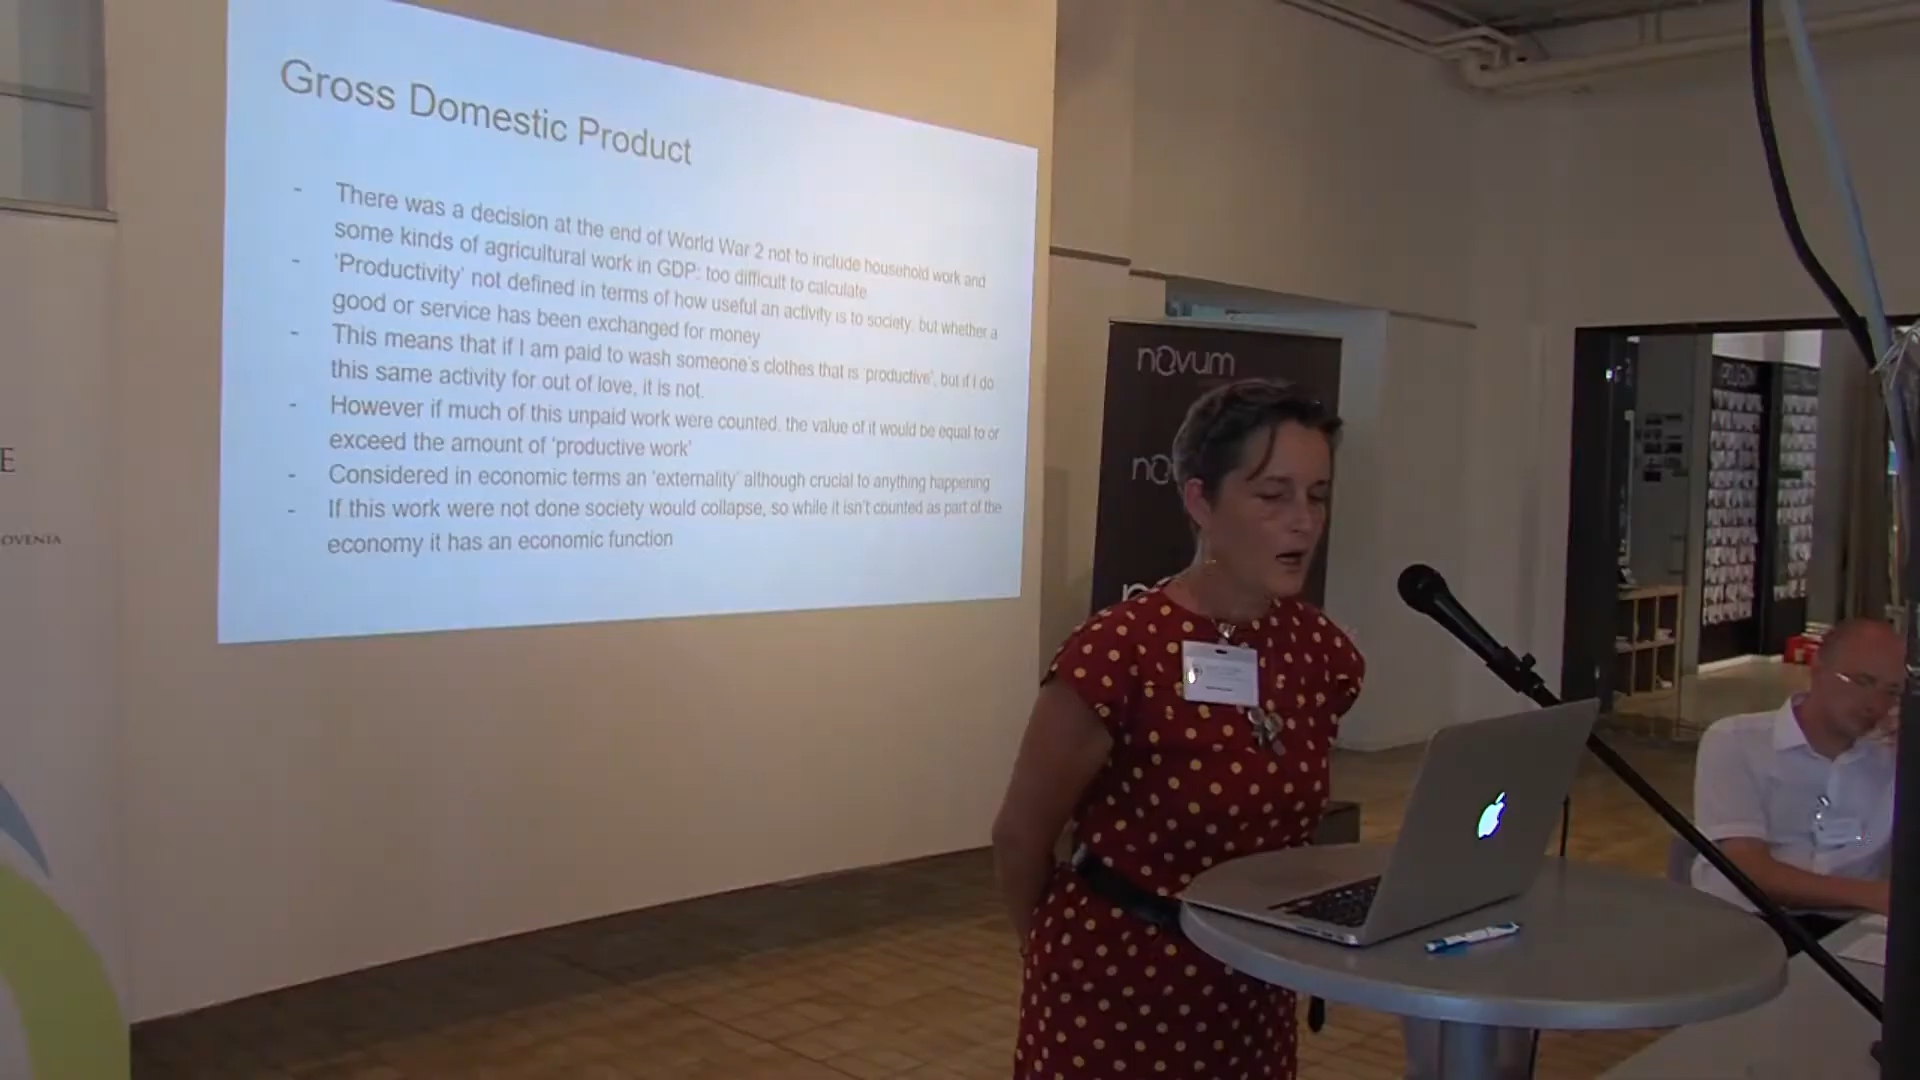 Gross Domestic Product
- There was a decision at the end of World War 2 not to include household work and
some kinds of agricultural work in GDP: too difficult to calculate
- 'Productivity' not defined in terms of how useful an activity is to society, but whether a
good or service has been exchanged for money
- This means that if I am paid to wash someone's clothes that is 'productive', but if I do
this same activity for out of love, it is not.
- However if much of this unpaid work were counted, the value of it would be equal to or
exceed the amount of 'productive work'
- Considered in economic terms an 'externality' although crucial to anything happening
- If this work were not done society would collapse, so while it isn't counted as part of the
economy it has an economic function
E
OVENIA
novum
no
n